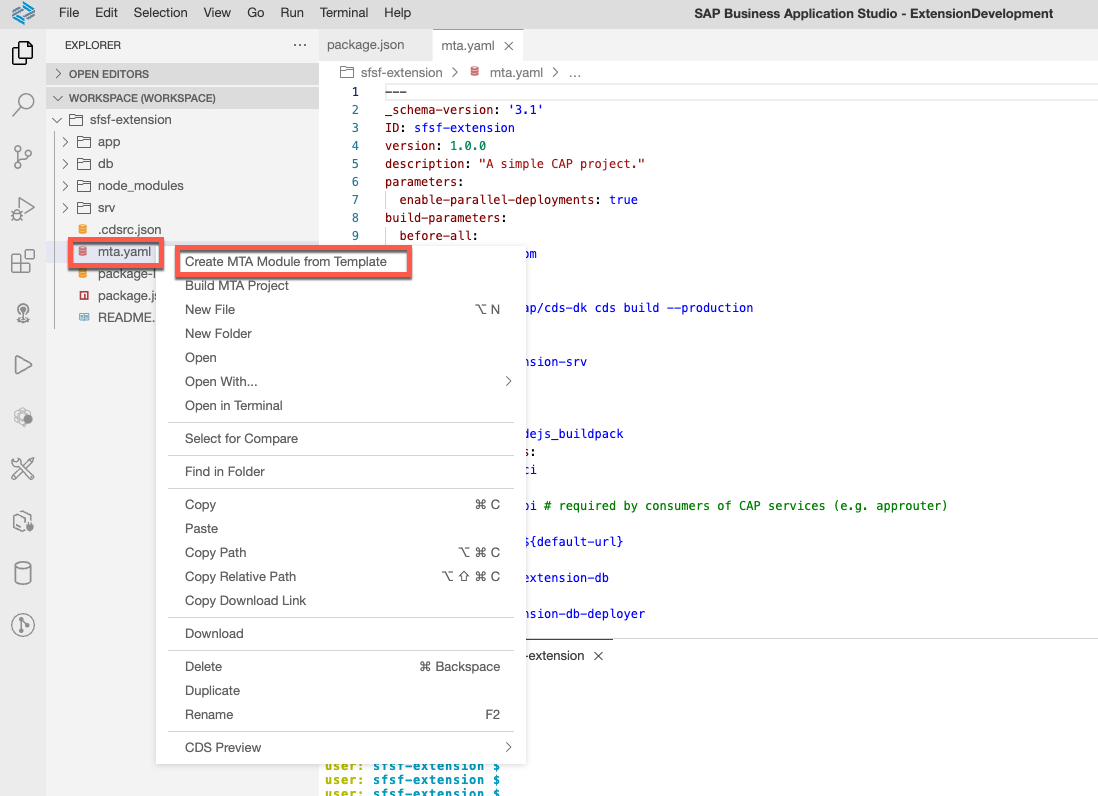 File Edit Selection View Go Run Terminal Help
SAP Business Application Studio - ExtensionDevelopment
EXPLORER
OPEN EDITORS
WORKSPACE (WORKSPACE)
sfsf-extension
app
db
node_modules
srv
.cdsrc.json
mta.yaml
package-l
package.js
README.
package.json
mta.yaml
sfsf-extension > mta.yaml > ...
1 ---
2 _schema-version: '3.1'
3 ID: sfsf-extension
4 version: 1.0.0
5 description: "A simple CAP project."
6 parameters:
7 enable-parallel-deployments: true
8 build-parameters:
9 before-all:
om
ap/cds-dk cds build --production
nsion-srv
dejs_buildpack
s:
ci
pi # required by consumers of CAP services (e.g. approuter)
${default-url}
extension-db
nsion-db-deployer
Create MTA Module from Template
Build MTA Project
New File ⌥ N
New Folder
Open
Open With...
Open in Terminal
Select for Compare
Find in Folder
Copy ⌘ C
Paste
Copy Path ⌥ ⌘ C
Copy Relative Path ⌥ ⇧ ⌘ C
Copy Download Link
Download
Delete ⌘ Backspace
Duplicate
Rename F2
CDS Preview
-extension
user: sfsf-extension $
user: sfsf-extension $
user: sfsf-extension $